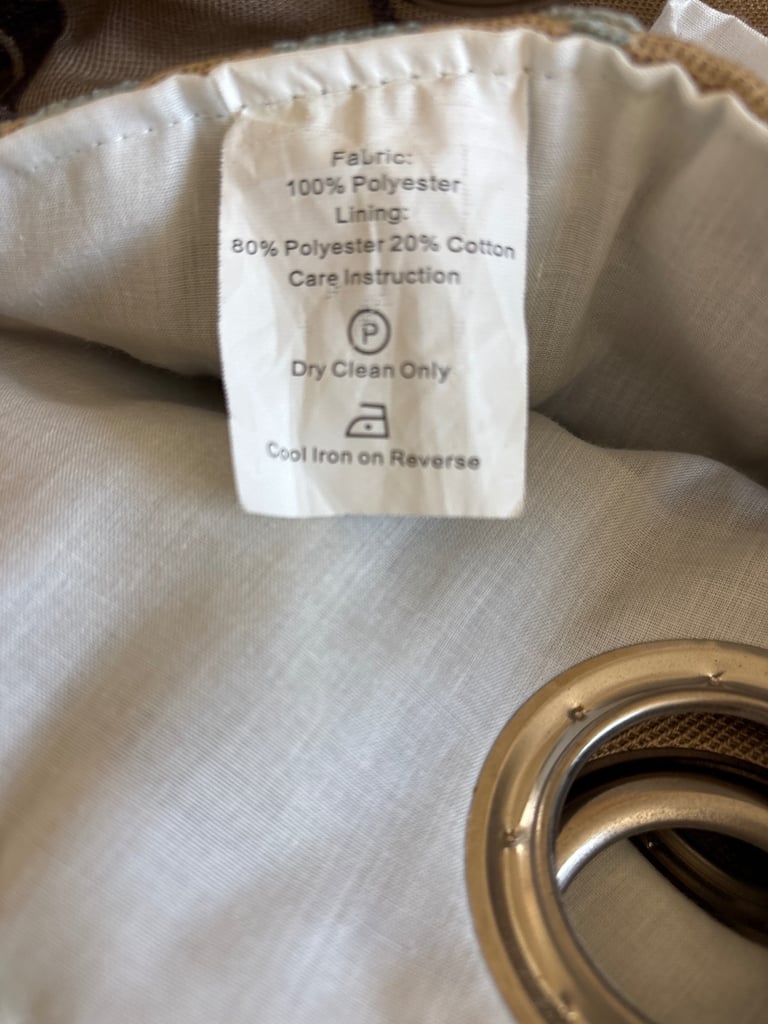 Fabric:
100% Polyester
Lining:
80% Polyester 20% Cotton
Care Instruction
P
Dry Clean Only
Cool Iron on Reverse